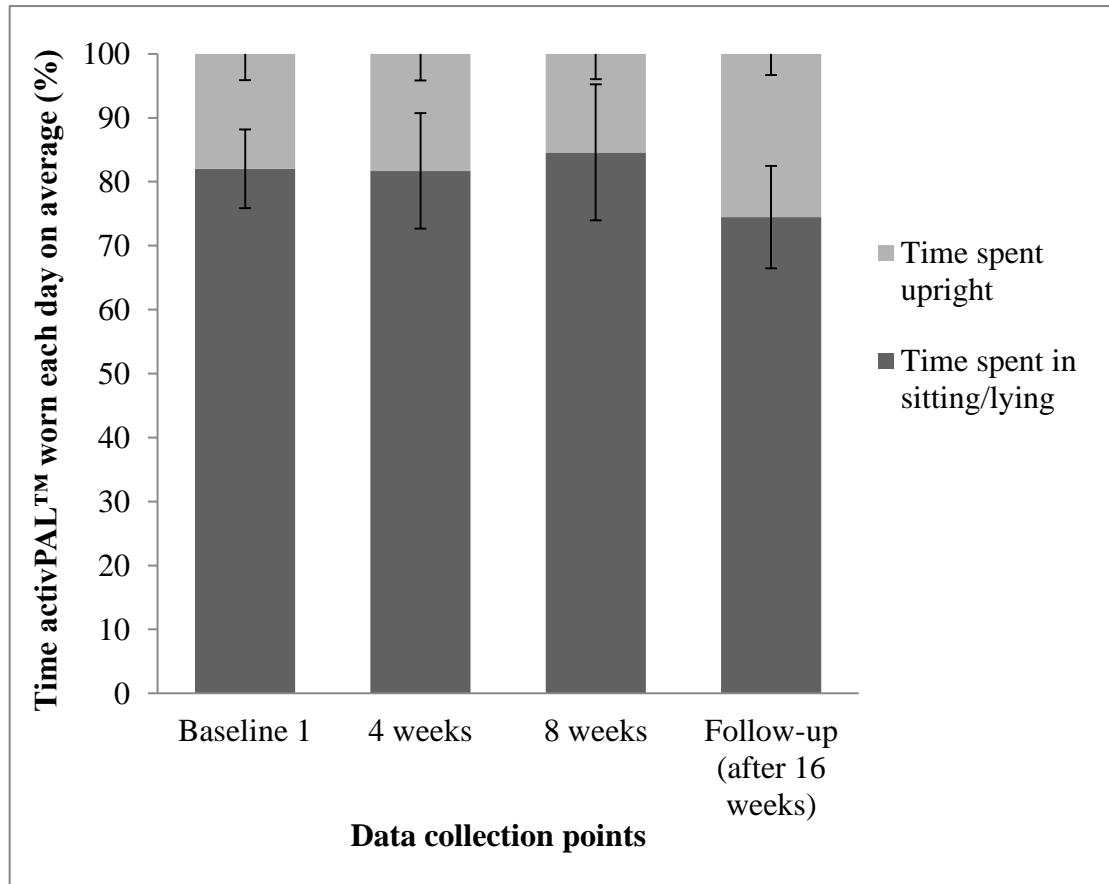 Time activPAL™ worn each day on average (%)
100
90
80
70
60
50
40
30
20
10
0
Baseline 1
4 weeks
8 weeks
Follow-up
(after 16
weeks)
Data collection points
Time spent
upright
Time spent in
sitting/lying